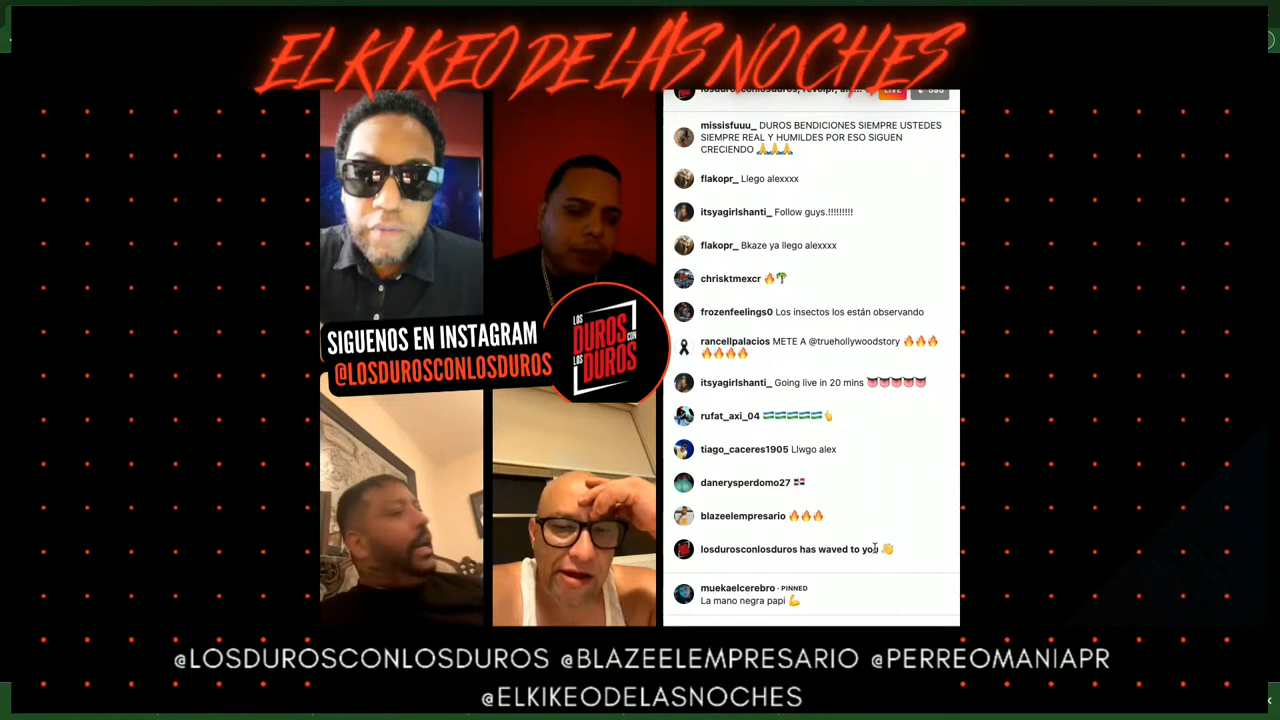 EL KIKEO DE LAS NOCHES
LIVE 595
missisfuuu_ DUROS BENDICIONES SIEMPRE USTEDES
SIEMPRE REAL Y HUMILDES POR ESO SIGUEN
CRECIENDO 🙏🙏🙏
flakopr_ Llego alexxxx
itsyagirlshanti_ Follow guys.!!!!!!!!!
flakopr_ Bkaze ya llego alexxxx
chrisktmexcr 🔥🌴
frozenfeelings0 Los insectos los están observando
rancellpalacios METE A @truehollywoodstory 🔥🔥🔥
🔥🔥🔥🔥
itsyagirlshanti_ Going live in 20 mins 👅👅👅👅👅
rufat_axi_04 🇺🇿🇺🇿🇺🇿🇺🇿🇺🇿👆
tiago_caceres1905 Llwgo alex
danerysperdomo27 🇩🇴
blazeelempresario 🔥🔥🔥
losdurosconlosduros has waved to you 👋
muekaelcerebro · PINNED
La mano negra papi 💪
SIGUENOS EN INSTAGRAM
@LOSDUROSCONLOSDUROS
LOS
DUROS
CON
LOS
DUROS
@LOSDUROSCONLOSDUROS @BLAZEELEMPRESARIO @PERREOMANIAPR
@ELKIKEODELASNOCHES